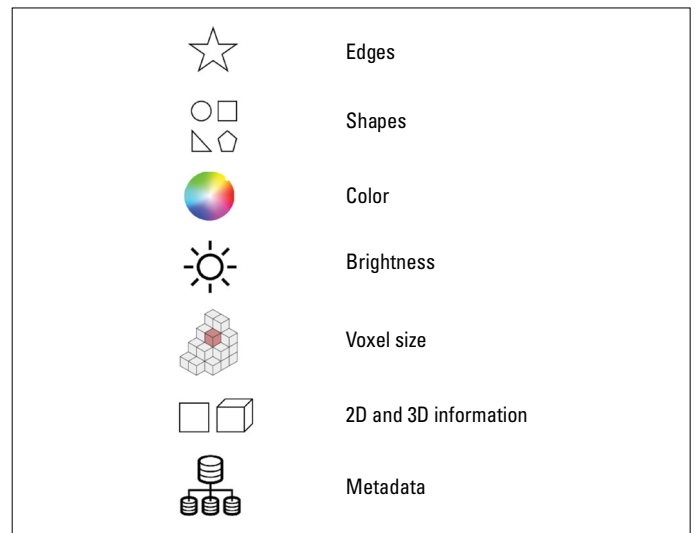 Edges
Shapes
Color
Brightness
Voxel size
2D and 3D information
Metadata